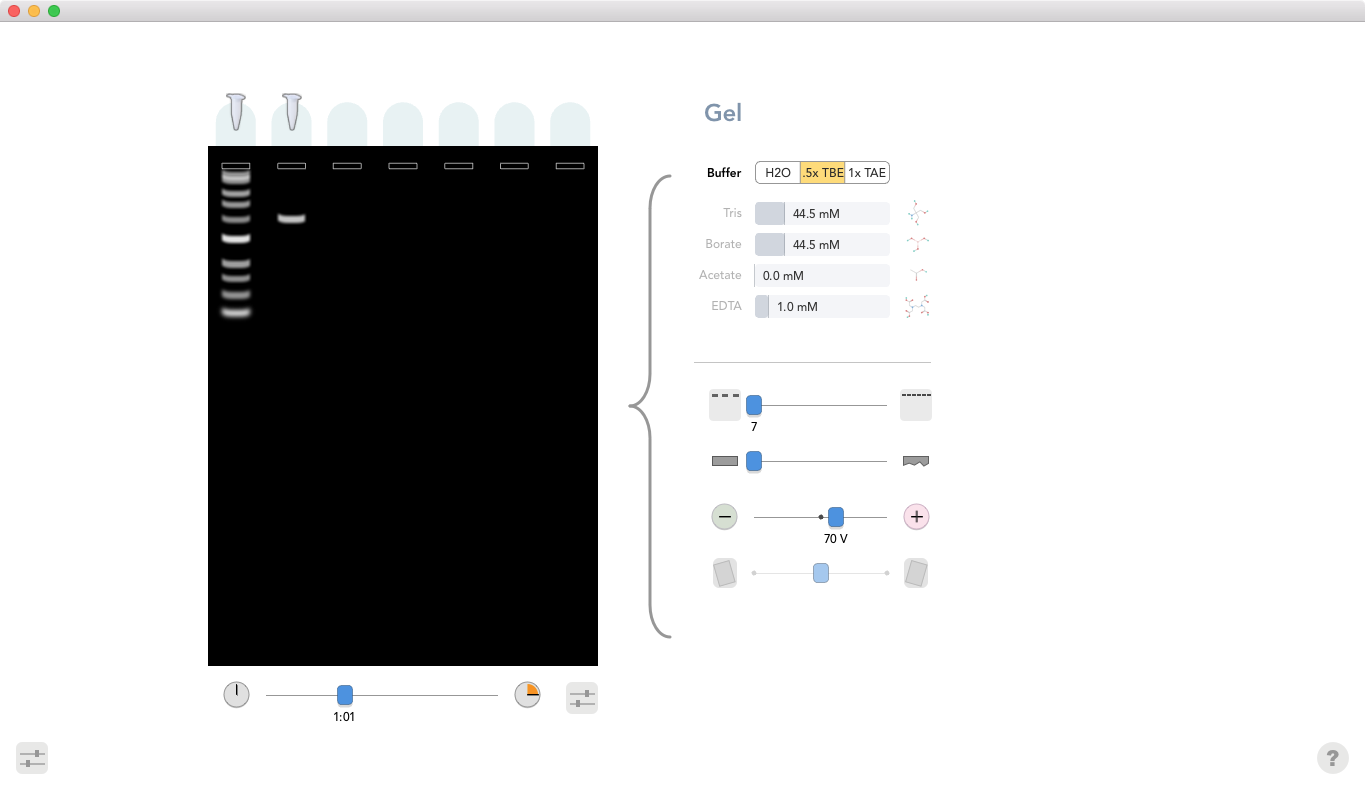 Gel
Buffer H2O .5x TBE 1x TAE
Tris 44.5 mM
Borate 44.5 mM
Acetate 0.0 mM
EDTA 1.0 mM
7
− +
70 V
1:01
?